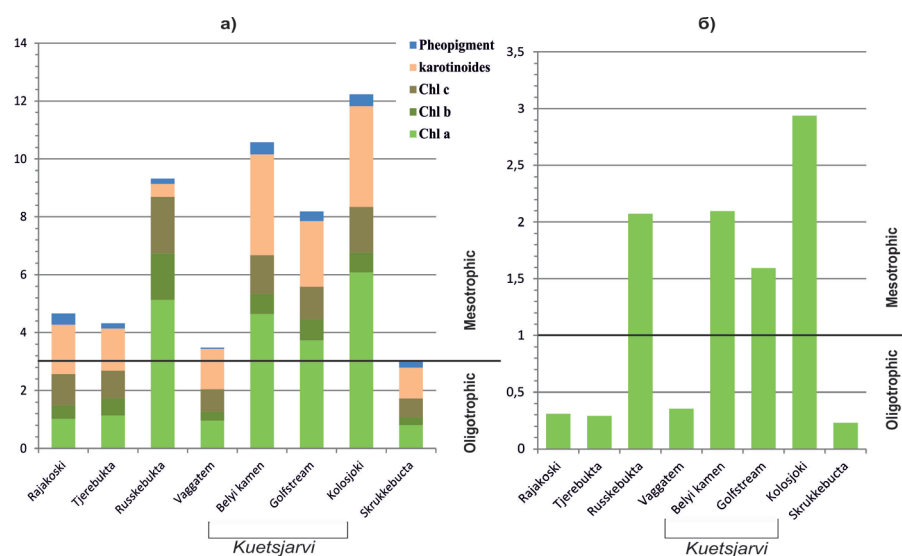 а)
14
12
10
8
6
4
2
0
Pheopigment
karotinoides
Chl c
Chl b
Chl a
Mesotrophic
Oligotrophic
Rajakoski
Tjerebukta
Russkebukta
Vaggatem
Belyi kamen
Golfstream
Kolosjoki
Skrukkebucta
Kuetsjarvi
б)
3,5
3
2,5
2
1,5
1
0,5
0
Mesotrophic
Oligotrophic
Rajakoski
Tjerebukta
Russkebukta
Vaggatem
Belyi kamen
Golfstream
Kolosjoki
Skrukkebucta
Kuetsjarvi